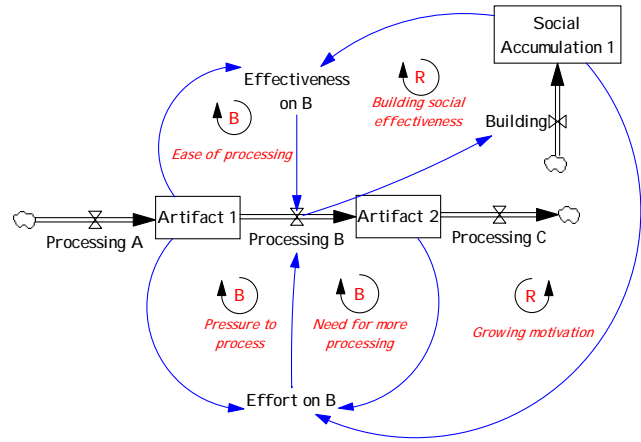 Social
Accumulation 1
Effectiveness
on B
R
Building social
effectiveness
B
Ease of processing
Building
Artifact 1
Artifact 2
Processing A
Processing B
Processing C
B
Pressure to
process
B
Need for more
processing
R
Growing motivation
Effort on B